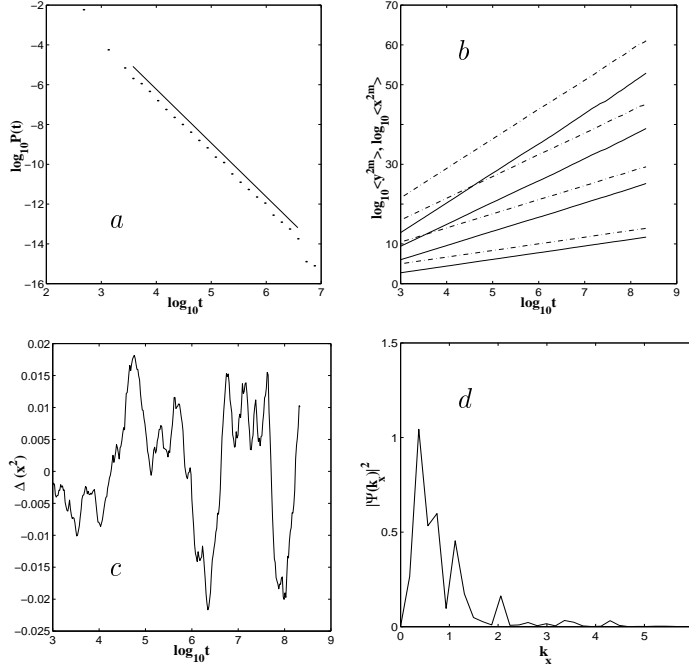 −2
−4
−6
−8
−10
−12
−14
−16
2 3 4 5 6 7
log₁₀P(t)
log₁₀t
a
70
60
50
40
30
20
10
0
3 4 5 6 7 8 9
log₁₀<y²ᵐ>, log₁₀<x²ᵐ>
log₁₀t
b
0.02
0.015
0.01
0.005
0
−0.005
−0.01
−0.015
−0.02
−0.025
3 4 5 6 7 8 9
Δ (x²)
log₁₀t
c
1.5
1
0.5
0
0 1 2 3 4 5
|Ψ(kₓ)|²
kₓ
d